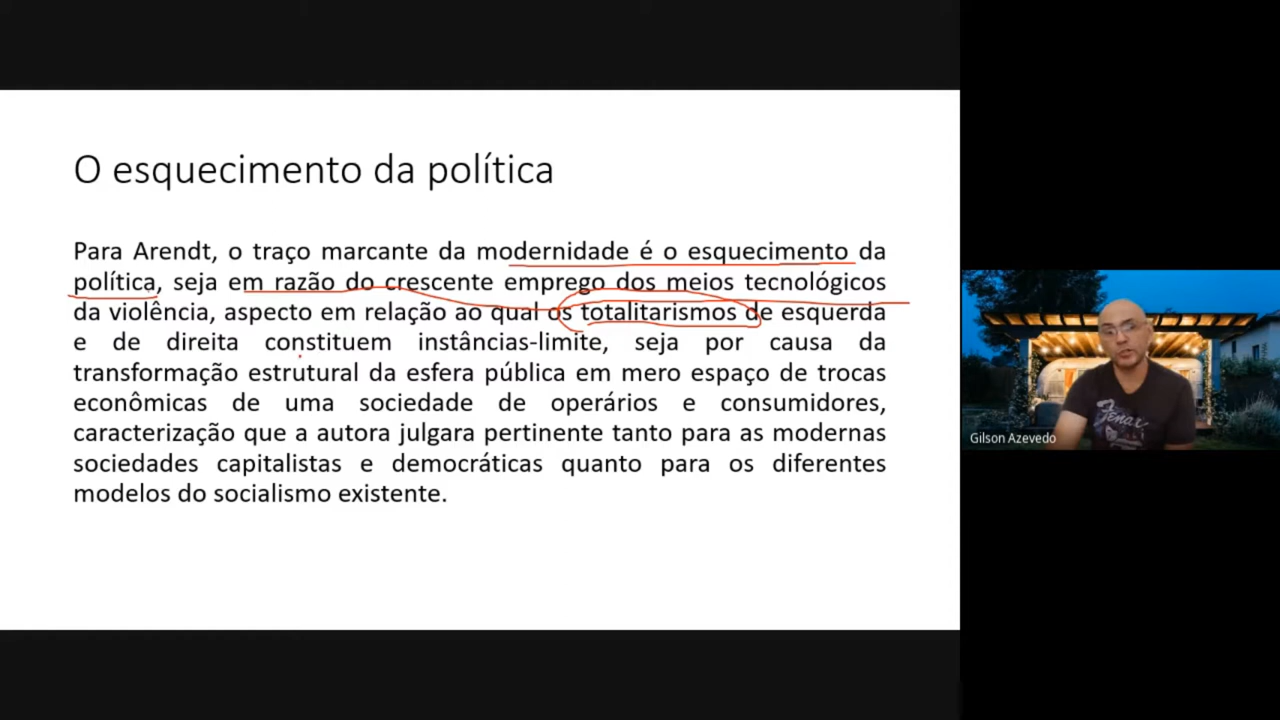 O esquecimento da política
Para Arendt, o traço marcante da modernidade é o esquecimento da
política, seja em razão do crescente emprego dos meios tecnológicos
da violência, aspecto em relação ao qual os totalitarismos de esquerda
e de direita constituem instâncias-limite, seja por causa da
transformação estrutural da esfera pública em mero espaço de trocas
econômicas de uma sociedade de operários e consumidores,
caracterização que a autora julgara pertinente tanto para as modernas
sociedades capitalistas e democráticas quanto para os diferentes
modelos do socialismo existente.
Gilson Azevedo